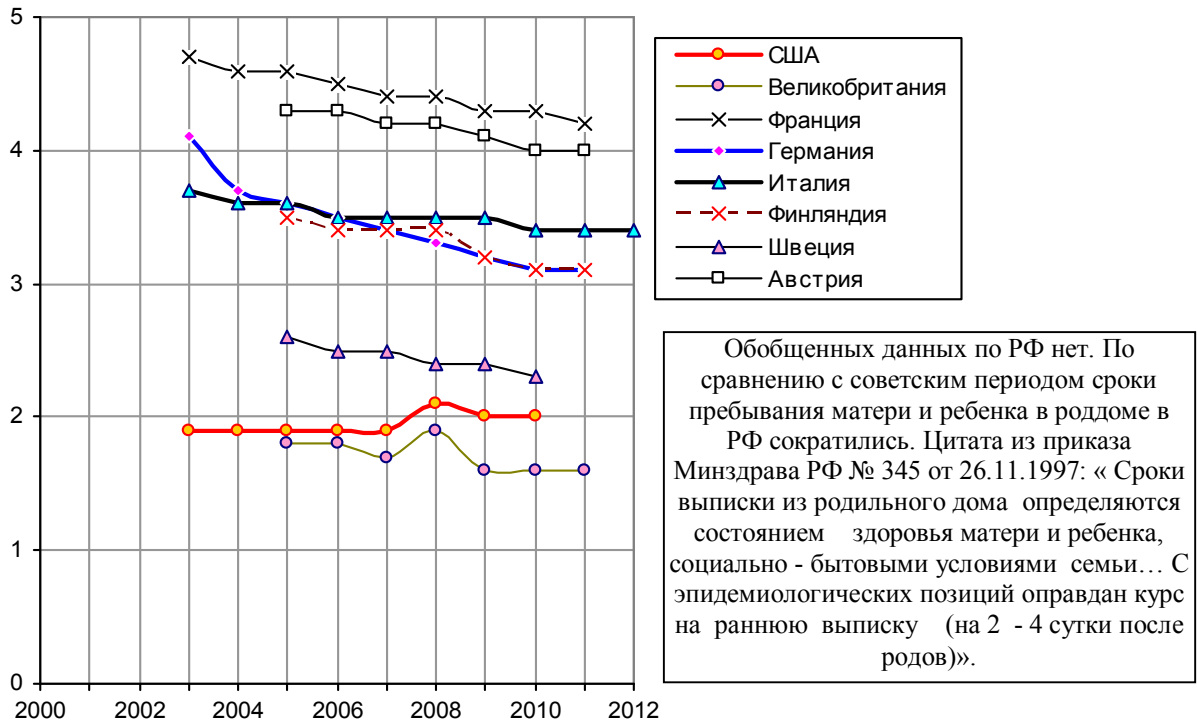 5
4
3
2
1
0
2000 2002 2004 2006 2008 2010 2012
США
Великобритания
Франция
Германия
Италия
Финляндия
Швеция
Австрия
Обобщенных данных по РФ нет. По
сравнению с советским периодом сроки
пребывания матери и ребенка в роддоме в
РФ сократились. Цитата из приказа
Минздрава РФ № 345 от 26.11.1997: « Сроки
выписки из родильного дома определяются
состоянием здоровья матери и ребенка,
социально - бытовыми условиями семьи… С
эпидемиологических позиций оправдан курс
на раннюю выписку (на 2 - 4 сутки после
родов)».